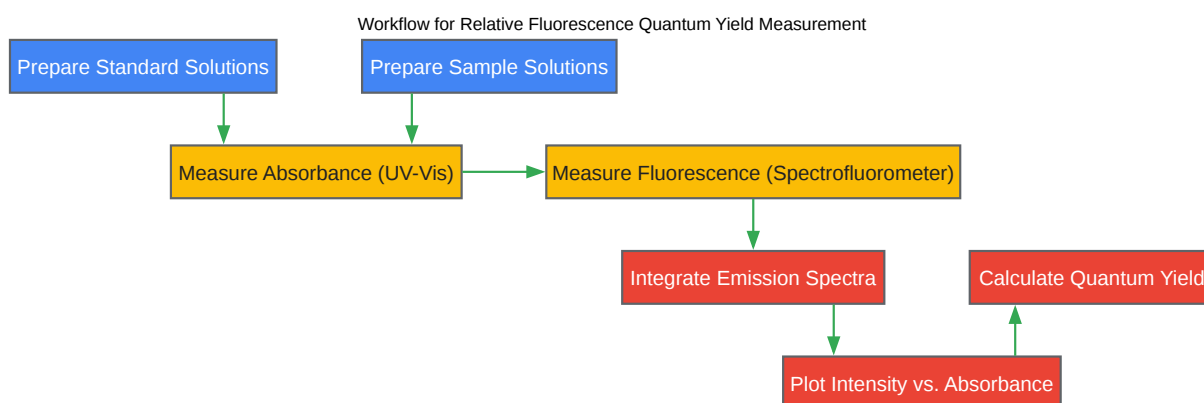 Workflow for Relative Fluorescence Quantum Yield Measurement
Prepare Standard Solutions
Prepare Sample Solutions
Measure Absorbance (UV-Vis)
Measure Fluorescence (Spectrofluorometer)
Integrate Emission Spectra
Calculate Quantum Yield
Plot Intensity vs. Absorbance